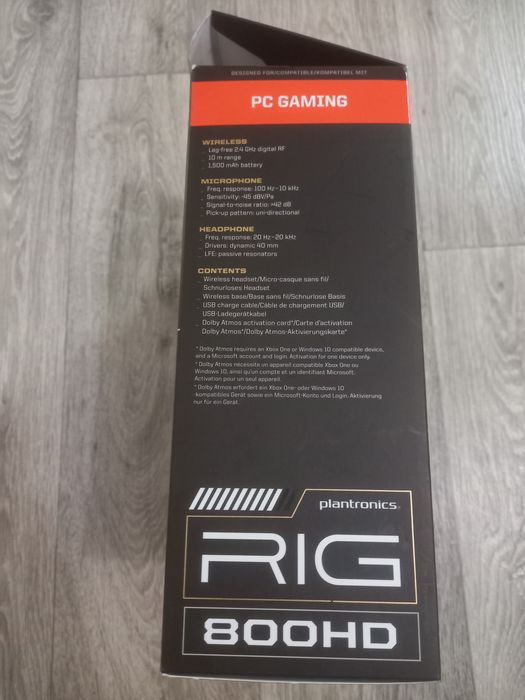 DESIGNED FOR/COMPATIBLE/KOMPATIBEL MIT
PC GAMING
WIRELESS
_ Lag-free 2.4 GHz digital RF
_ 10 m range
_ 1,500 mAh battery
MICROPHONE
_ Freq. response: 100 Hz–10 kHz
_ Sensitivity: -45 dBV/Pa
_ Signal-to-noise ratio: >42 dB
_ Pick-up pattern: uni-directional
HEADPHONE
_ Freq. response: 20 Hz–20 kHz
_ Drivers: dynamic 40 mm
_ LFE: passive resonators
CONTENTS
_ Wireless headset/Micro-casque sans fil/
Schnurloses Headset
_ Wireless base/Base sans fil/Schnurlose Basis
_ USB charge cable/Câble de chargement USB/
USB-Ladegerätkabel
_ Dolby Atmos activation card*/Carte d'activation
Dolby Atmos*/Dolby Atmos-Aktivierungskarte*
* Dolby Atmos requires an Xbox One or Windows 10 compatible device,
and a Microsoft account and login. Activation for one device only.
* Dolby Atmos nécessite un appareil compatible Xbox One ou
Windows 10, ainsi qu'un compte et un identifiant Microsoft.
Activation pour un seul appareil.
* Dolby Atmos erfordert ein Xbox One- oder Windows 10
-kompatibles Gerät sowie ein Microsoft-Konto und Login. Aktivierung
nur für ein Gerät.
plantronics
RIG
800HD